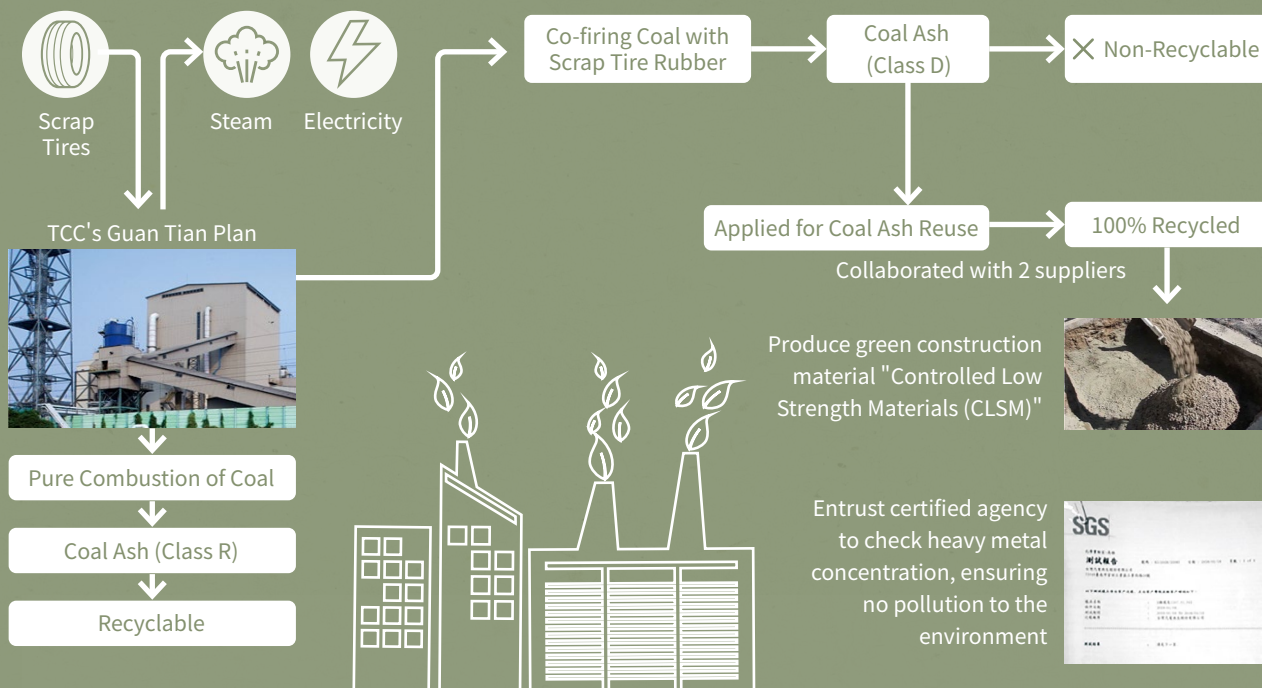 Scrap
Tires
Steam
Electricity
Co-firing Coal with
Scrap Tire Rubber
Coal Ash
(Class D)
Non-Recyclable
TCC's Guan Tian Plan
Applied for Coal Ash Reuse
100% Recycled
Collaborated with 2 suppliers
Produce green construction
material "Controlled Low
Strength Materials (CLSM)"
Pure Combustion of Coal
Coal Ash (Class R)
Recyclable
Entrust certified agency
to check heavy metal
concentration, ensuring
no pollution to the
environment
SGS
測試報告